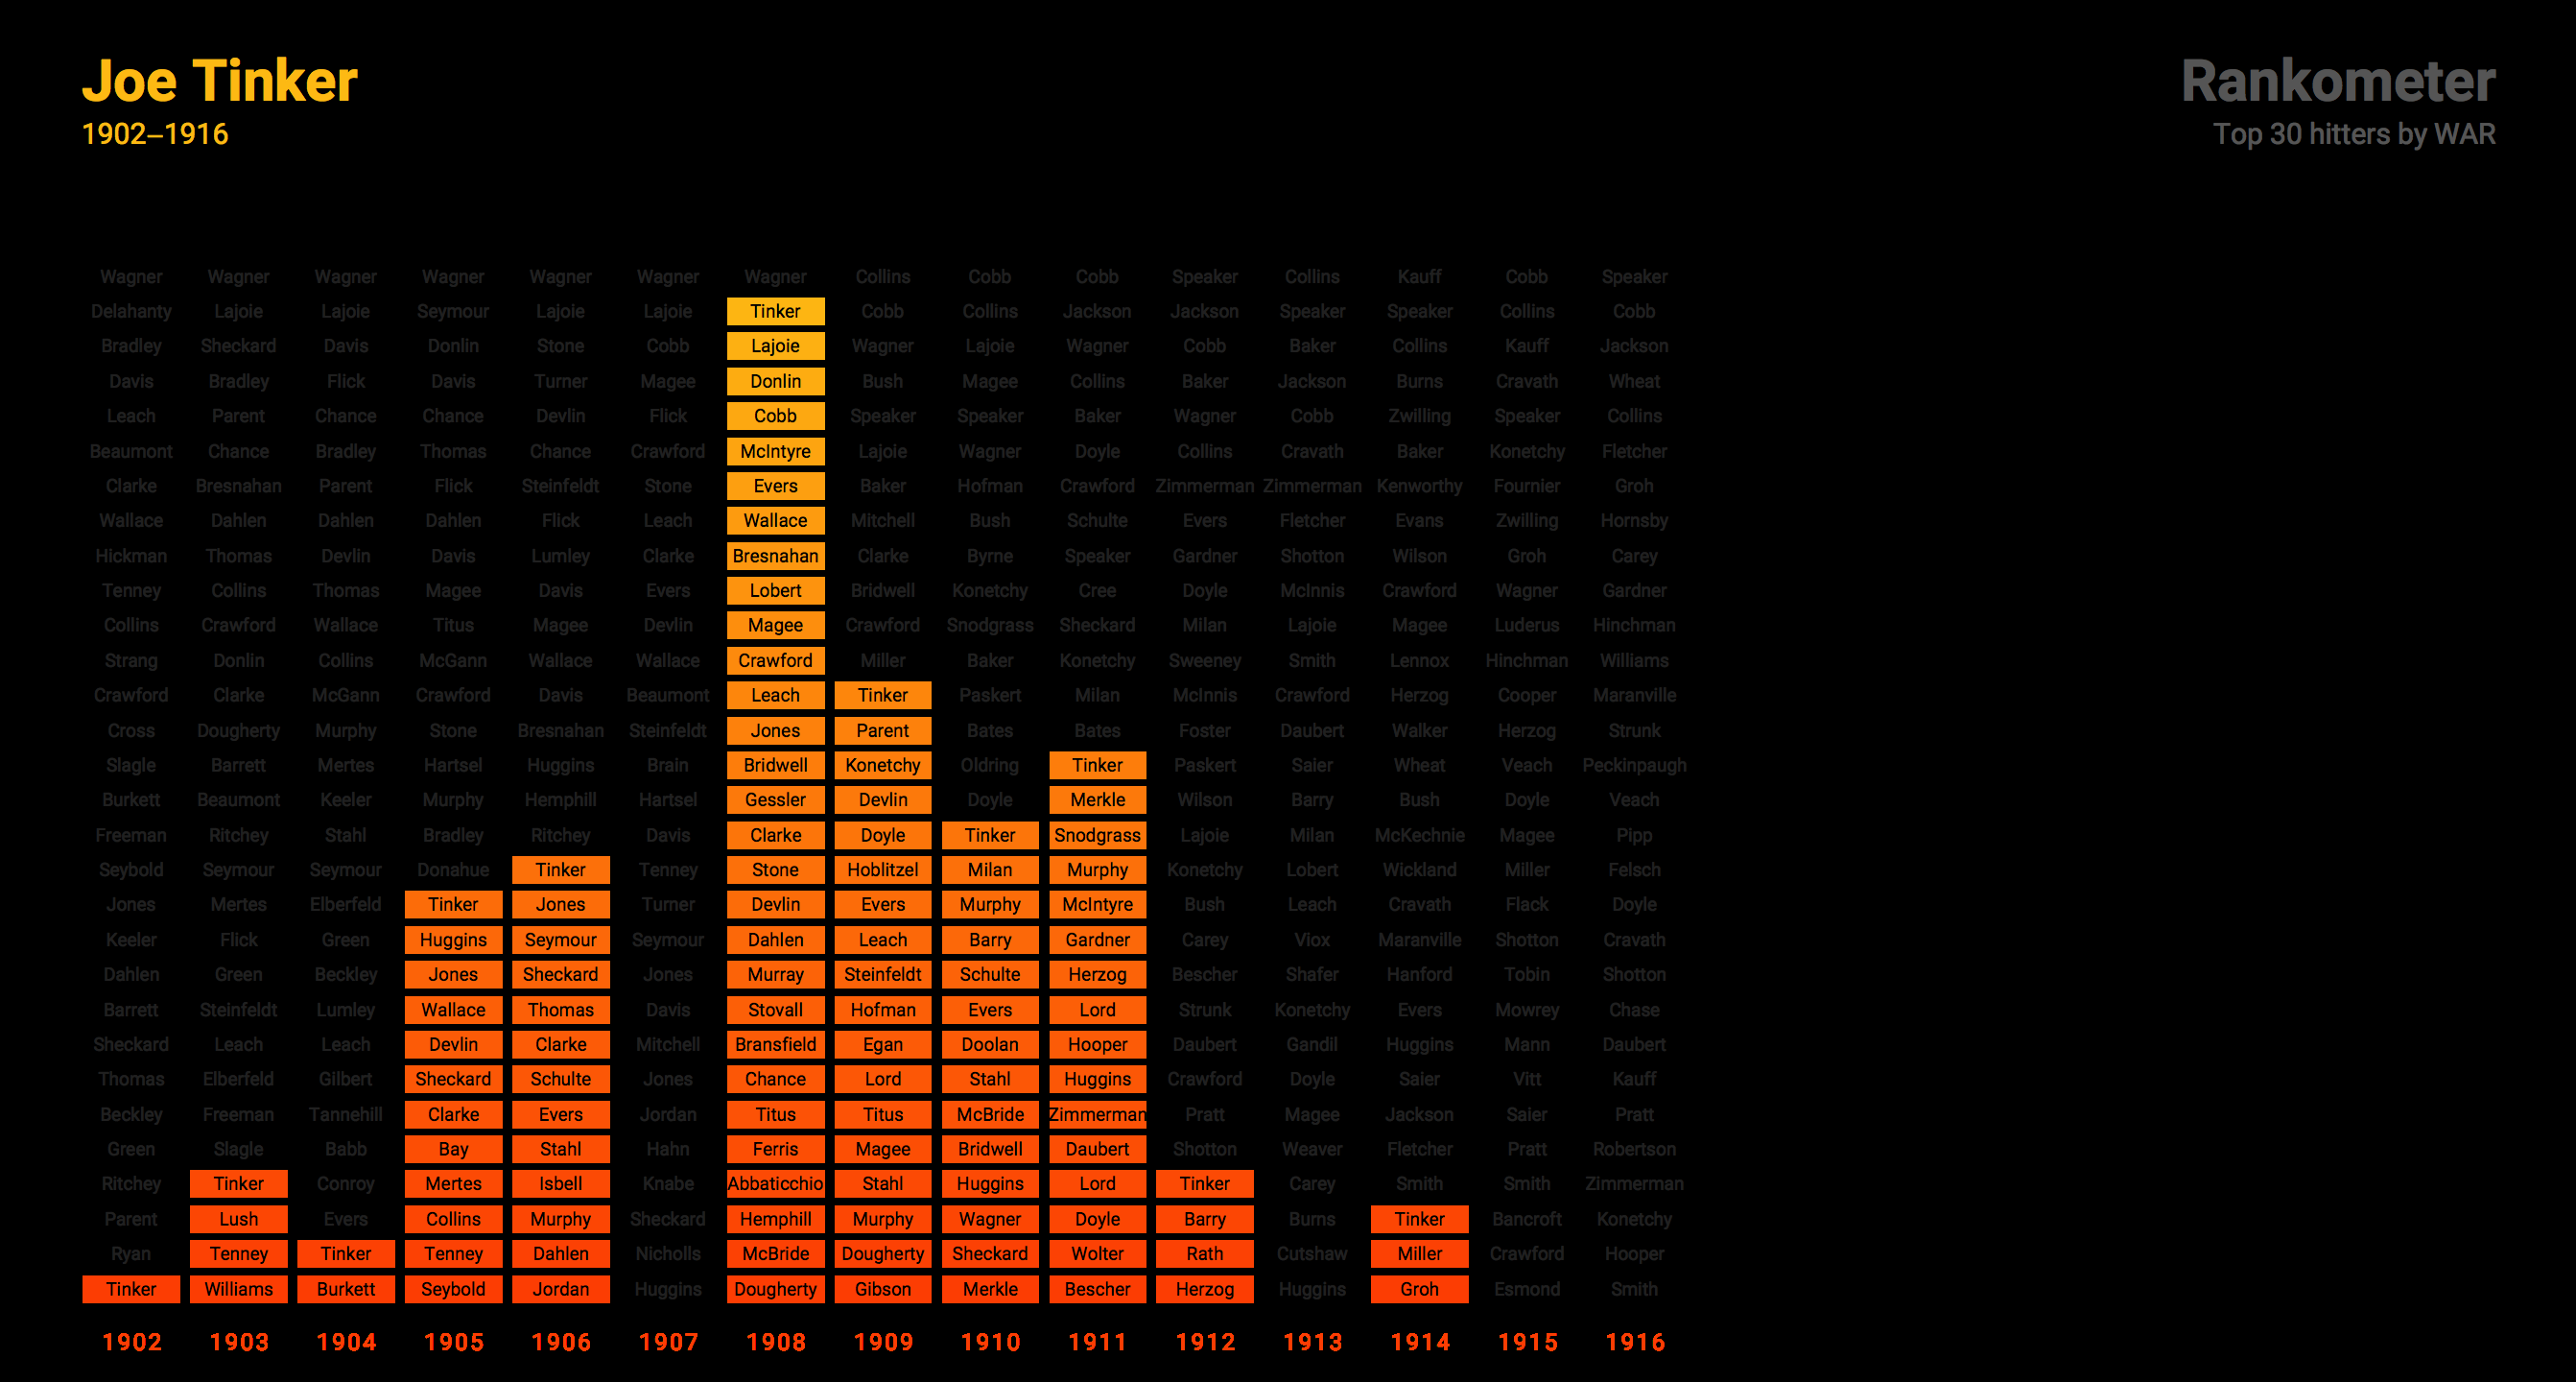 Joe Tinker
1902–1916
Rankometer
Top 30 hitters by WAR
Wagner Wagner Wagner Wagner Wagner Wagner Wagner Collins Cobb Cobb Speaker Collins Kauff Cobb Speaker
Delahanty Lajoie Lajoie Seymour Lajoie Lajoie Tinker Cobb Collins Jackson Jackson Speaker Speaker Collins Cobb
Bradley Sheckard Davis Donlin Stone Cobb Lajoie Wagner Lajoie Wagner Cobb Baker Collins Kauff Jackson
Davis Bradley Flick Davis Turner Magee Donlin Bush Magee Collins Baker Jackson Burns Cravath Wheat
Leach Parent Chance Chance Devlin Flick Cobb Speaker Speaker Baker Wagner Cobb Zwilling Speaker Collins
Beaumont Chance Bradley Thomas Chance Crawford McIntyre Lajoie Wagner Doyle Collins Cravath Baker Konetchy Fletcher
Clarke Bresnahan Parent Flick Steinfeldt Stone Evers Baker Hofman Crawford Zimmerman Zimmerman Kenworthy Fournier Groh
Wallace Dahlen Dahlen Dahlen Flick Leach Wallace Mitchell Bush Schulte Evers Fletcher Evans Zwilling Hornsby
Hickman Thomas Devlin Davis Lumley Clarke Bresnahan Clarke Byrne Speaker Gardner Shotton Wilson Groh Carey
Tenney Collins Thomas Magee Davis Evers Lobert Bridwell Konetchy Cree Doyle McInnis Crawford Wagner Gardner
Collins Crawford Wallace Titus Magee Devlin Magee Crawford Snodgrass Sheckard Milan Lajoie Magee Luderus Hinchman
Strang Donlin Collins McGann Wallace Wallace Crawford Miller Baker Konetchy Sweeney Smith Lennox Hinchman Williams
Crawford Clarke McGann Crawford Davis Beaumont Leach Tinker Paskert Milan McInnis Crawford Herzog Cooper Maranville
Cross Dougherty Murphy Stone Bresnahan Steinfeldt Jones Parent Bates Bates Foster Daubert Walker Herzog Strunk
Slagle Barrett Mertes Hartsel Huggins Brain Bridwell Konetchy Oldring Tinker Paskert Saier Wheat Veach Peckinpaugh
Burkett Beaumont Keeler Murphy Hemphill Hartsel Gessler Devlin Doyle Merkle Wilson Barry Bush Doyle Veach
Freeman Ritchey Stahl Bradley Ritchey Davis Clarke Doyle Tinker Snodgrass Lajoie Milan McKechnie Magee Pipp
Seybold Seymour Seymour Donahue Tinker Tenney Stone Hoblitzel Milan Murphy Konetchy Lobert Wickland Miller Felsch
Jones Mertes Elberfeld Tinker Jones Turner Devlin Evers Murphy McIntyre Bush Leach Cravath Flack Doyle
Keeler Flick Green Huggins Seymour Seymour Dahlen Leach Barry Gardner Carey Viox Maranville Shotton Cravath
Dahlen Green Beckley Jones Sheckard Jones Murray Steinfeldt Schulte Herzog Bescher Shafer Hanford Tobin Shotton
Barrett Steinfeldt Lumley Wallace Thomas Davis Stovall Hofman Evers Lord Strunk Konetchy Evers Mowrey Chase
Sheckard Leach Leach Devlin Clarke Mitchell Bransfield Egan Doolan Hooper Daubert Gandil Huggins Mann Daubert
Thomas Elberfeld Gilbert Sheckard Schulte Jones Chance Lord Stahl Huggins Crawford Doyle Saier Vitt Kauff
Beckley Freeman Tannehill Clarke Evers Jordan Titus Titus McBride Zimmerman Pratt Magee Jackson Saier Pratt
Green Slagle Babb Bay Stahl Hahn Ferris Magee Bridwell Daubert Shotton Weaver Fletcher Pratt Robertson
Ritchey Tinker Conroy Mertes Isbell Knabe Abbaticchio Stahl Huggins Lord Tinker Carey Smith Smith Zimmerman
Parent Lush Evers Collins Murphy Sheckard Hemphill Murphy Wagner Doyle Barry Burns Tinker Bancroft Konetchy
Ryan Tenney Tinker Tenney Dahlen Nicholls McBride Dougherty Sheckard Wolter Rath Cutshaw Miller Crawford Hooper
Tinker Williams Burkett Seybold Jordan Huggins Dougherty Gibson Merkle Bescher Herzog Huggins Groh Esmond Smith
1902 1903 1904 1905 1906 1907 1908 1909 1910 1911 1912 1913 1914 1915 1916